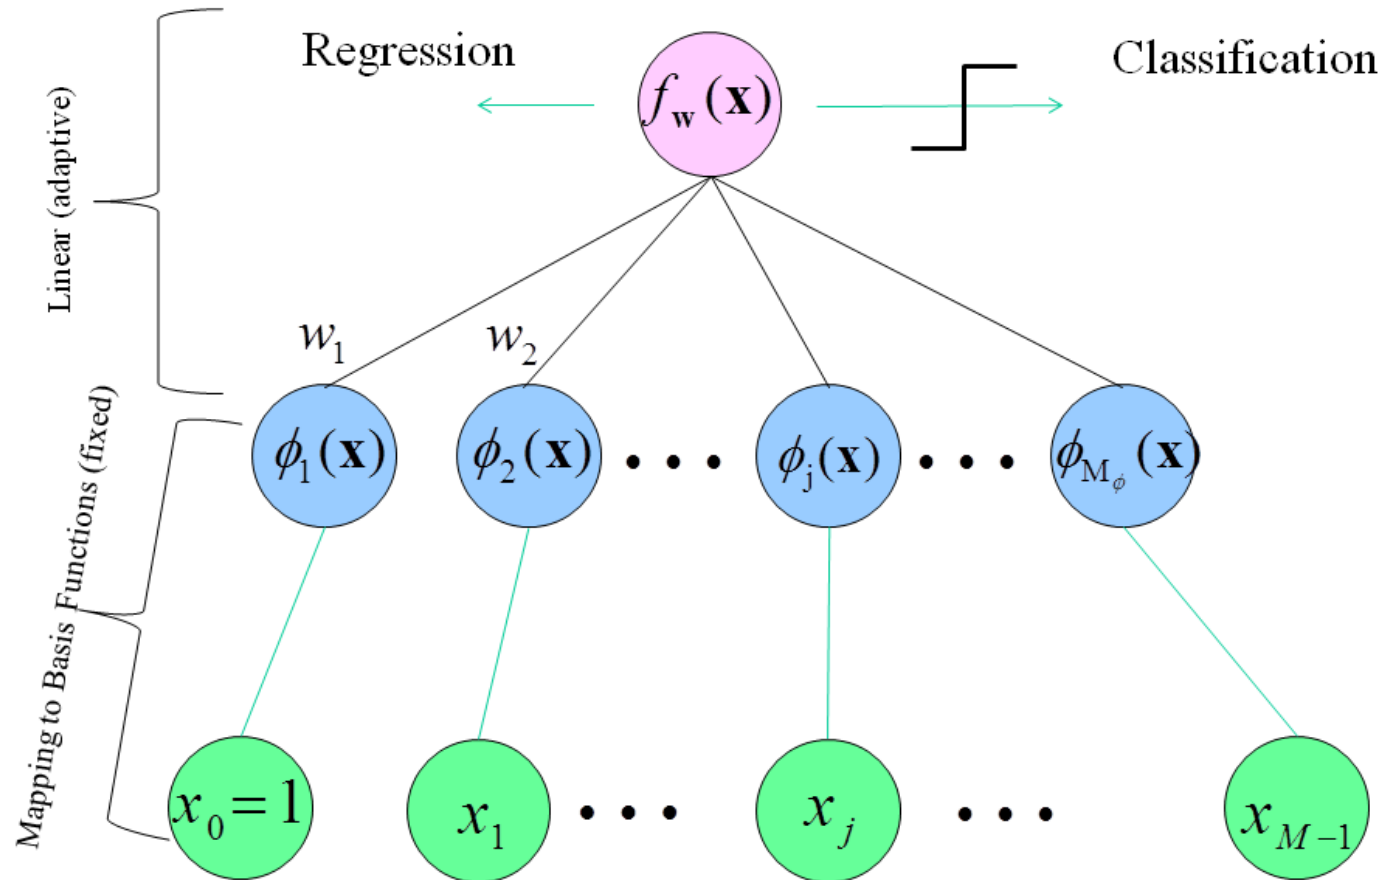 Regression
f_w(x)
Classification
Linear (adaptive)
w_1
w_2
Mapping to Basis Functions (fixed)
ϕ_1(x)
ϕ_2(x)
• • •
ϕ_j(x)
• • •
ϕ_{M_ϕ}(x)
x_0 = 1
x_1
• • •
x_j
• • •
x_{M-1}